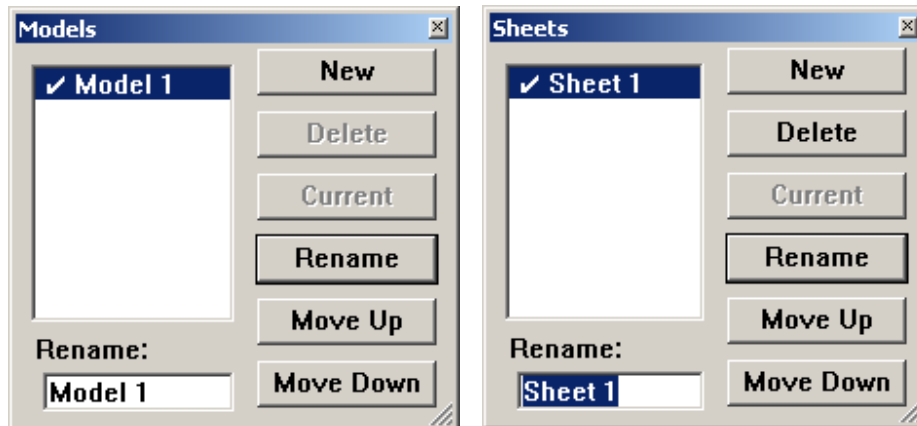 Models
✓ Model 1
New
Delete
Current
Rename
Move Up
Move Down
Rename:
Model 1
Sheets
✓ Sheet 1
New
Delete
Current
Rename
Move Up
Move Down
Rename:
Sheet 1